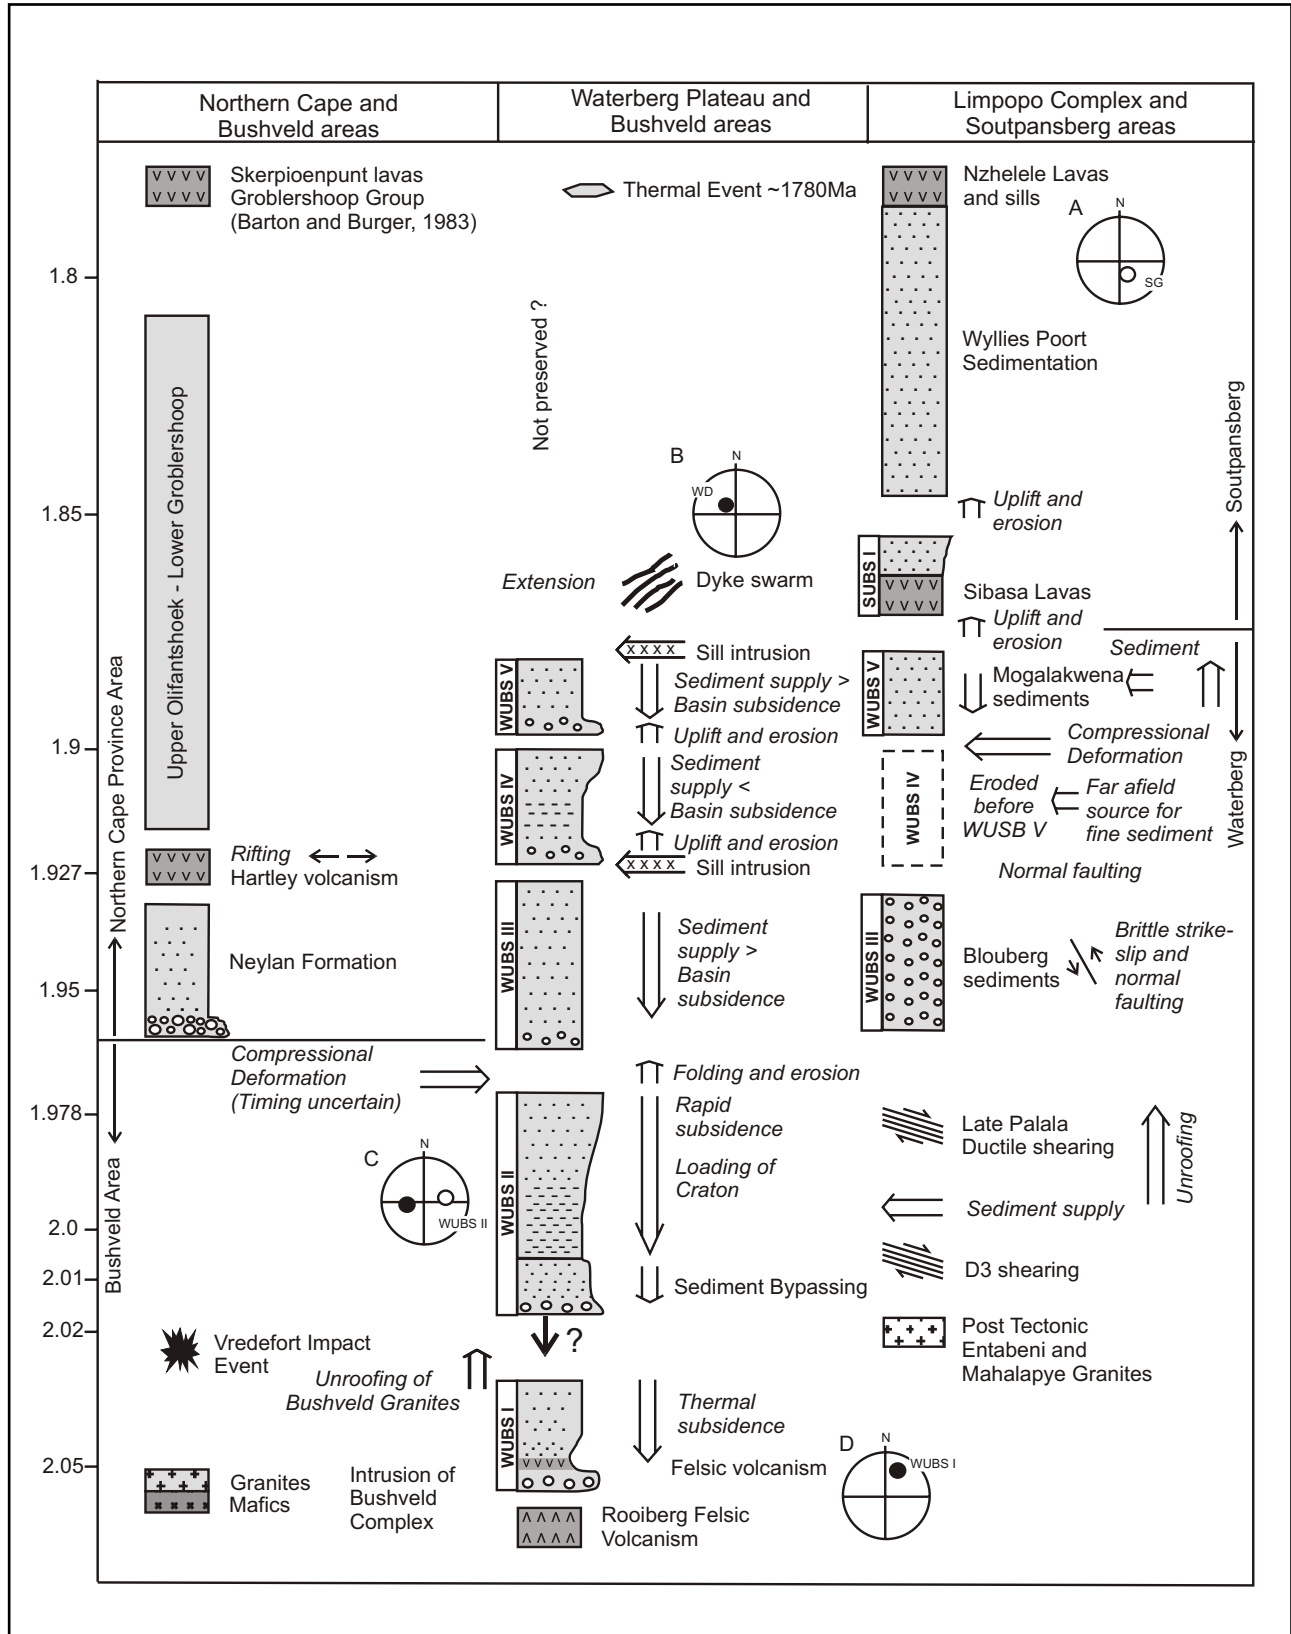 Northern Cape and
Bushveld areas
Waterberg Plateau and
Bushveld areas
Limpopo Complex and
Soutpansberg areas
Skerpioenpunt lavas
Groblershoop Group
(Barton and Burger, 1983)
Thermal Event ~1780Ma
Nzhelele Lavas
and sills
A
N
SG
1.8
Not preserved ?
Wyllies Poort
Sedimentation
Upper Olifantshoek - Lower Groblershoop
Soutpansberg
B
N
WD
1.85
Uplift and
erosion
Extension
Dyke swarm
SUBS I
Sibasa Lavas
Uplift and
erosion
x x x x
Sill intrusion
Sediment
WUBS V
Sediment supply >
Basin subsidence
WUBS V
Mogalakwena
sediments
Uplift and erosion
Compressional
Deformation
1.9
Northern Cape Province Area
WUBS IV
Sediment
supply <
Basin subsidence
WUBS IV
Eroded
before
WUSB V
Far afield
source for
fine sediment
Waterberg
Uplift and erosion
Rifting
Hartley volcanism
x x x x
Sill intrusion
Normal faulting
1.927
Neylan Formation
WUBS III
Sediment
supply >
Basin
subsidence
WUBS III
Blouberg
sediments
Brittle strike-
slip and
normal
faulting
1.95
Compressional
Deformation
(Timing uncertain)
Folding and erosion
Rapid
subsidence
1.978
Late Palala
Ductile shearing
Unroofing
C
N
WUBS II
WUBS II
Loading of
Craton
Sediment supply
2.0
Bushveld Area
2.01
Sediment Bypassing
D3 shearing
2.02
Vredefort Impact
Event
?
Post Tectonic
Entabeni and
Mahalapye Granites
Unroofing of
Bushveld Granites
WUBS I
Thermal
subsidence
D
N
WUBS I
2.05
Felsic volcanism
Granites
Mafics
Intrusion of
Bushveld
Complex
Rooiberg Felsic
Volcanism